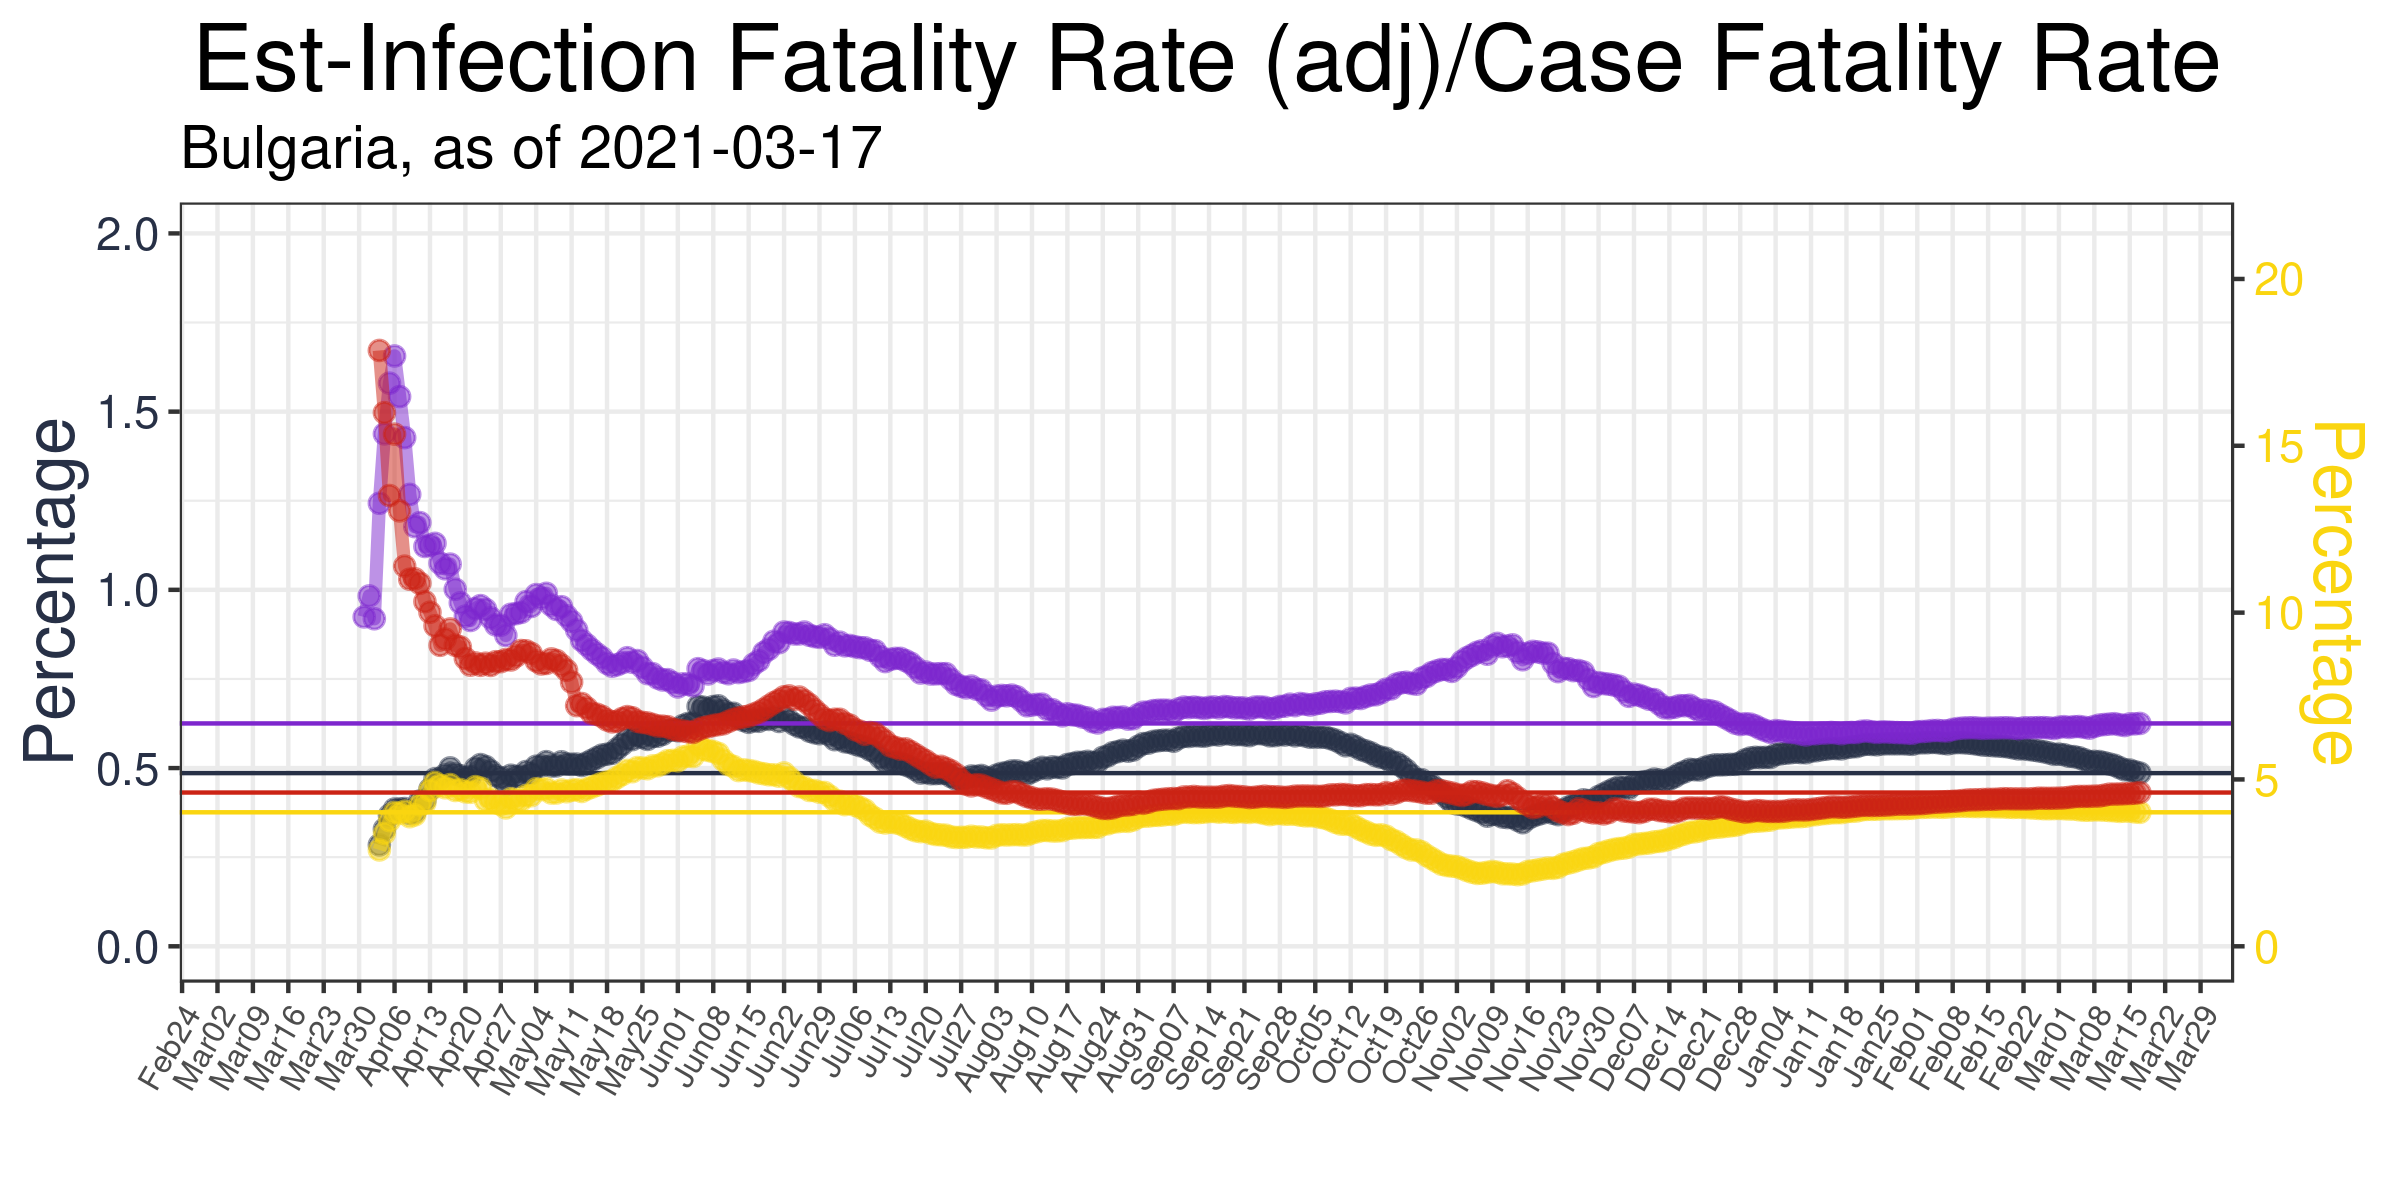 Est-Infection Fatality Rate (adj)/Case Fatality Rate
Bulgaria, as of 2021-03-17
Percentage
2.0
1.5
1.0
0.5
0.0
20
15
10
5
0
Percentage
Feb24
Mar02
Mar09
Mar16
Mar23
Mar30
Apr06
Apr13
Apr20
Apr27
May04
May11
May18
May25
Jun01
Jun08
Jun15
Jun22
Jun29
Jul06
Jul13
Jul20
Jul27
Aug03
Aug10
Aug17
Aug24
Aug31
Sep07
Sep14
Sep21
Sep28
Oct05
Oct12
Oct19
Oct26
Nov02
Nov09
Nov16
Nov23
Nov30
Dec07
Dec14
Dec21
Dec28
Jan04
Jan11
Jan18
Jan25
Feb01
Feb08
Feb15
Feb22
Mar01
Mar08
Mar15
Mar22
Mar29